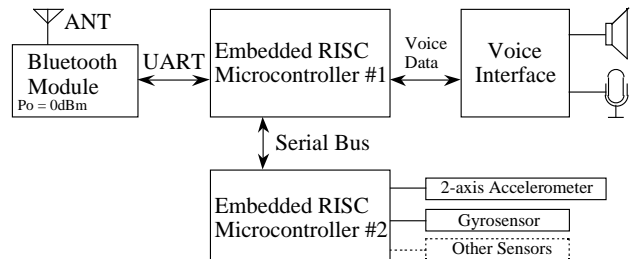 ANT
Bluetooth
Module
Po = 0dBm
UART
Embedded RISC
Microcontroller #1
Voice
Data
Voice
Interface
Serial Bus
Embedded RISC
Microcontroller #2
2-axis Accelerometer
Gyrosensor
Other Sensors